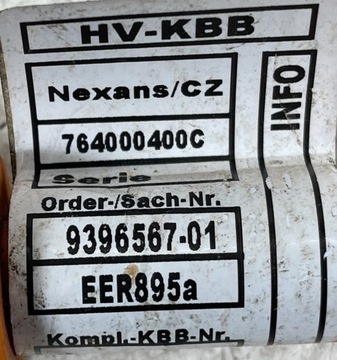 HV-KBB
Nexans/CZ
764000400C
INFO
Serie
Order-/Sach-Nr.
9396567-01
EER895a
Kompl.-KBB-Nr.